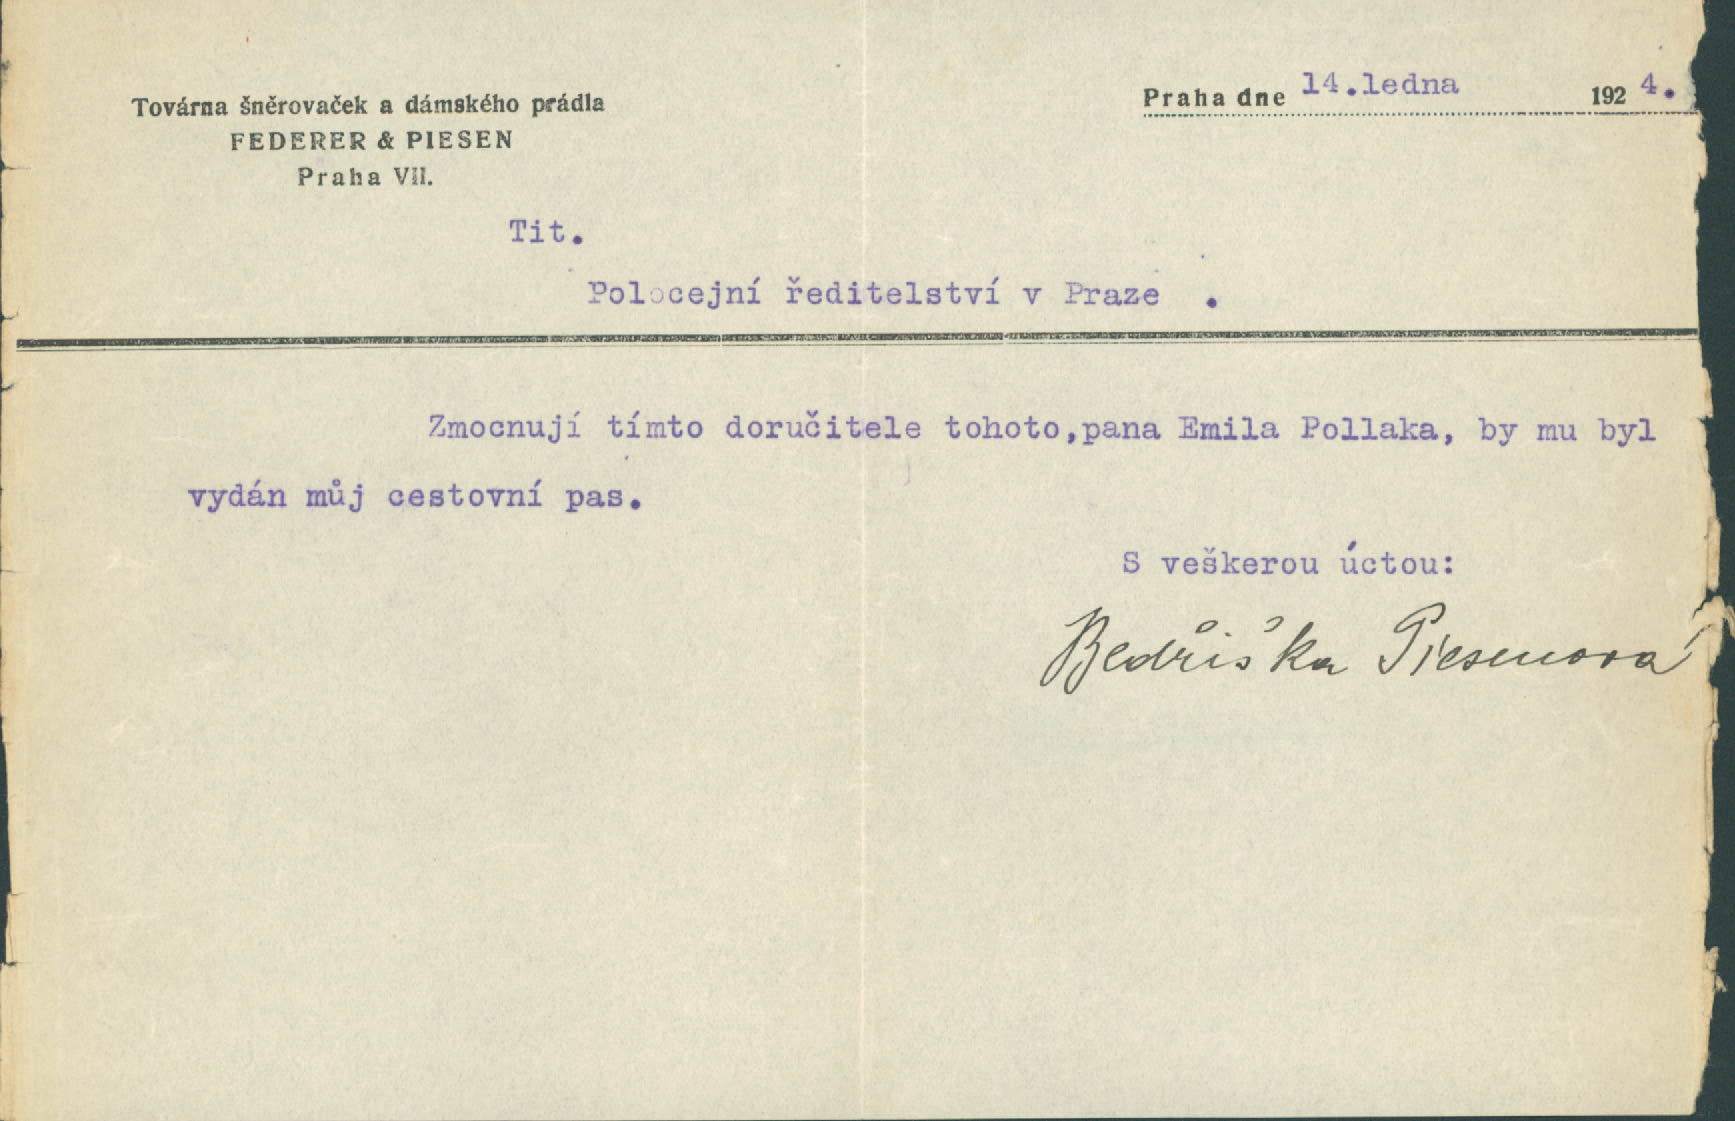 Továrna šněrovaček a dámského prádla
FEDERER & PIESEN
Praha VII.
Praha dne 14.ledna 1924.
Tit.
Polocejní ředitelství v Praze .
Zmocnují tímto doručitele tohoto,pana Emila Pollaka, by mu byl
vydán můj cestovní pas.
S veškerou úctou:
Bedřiška Piesenová